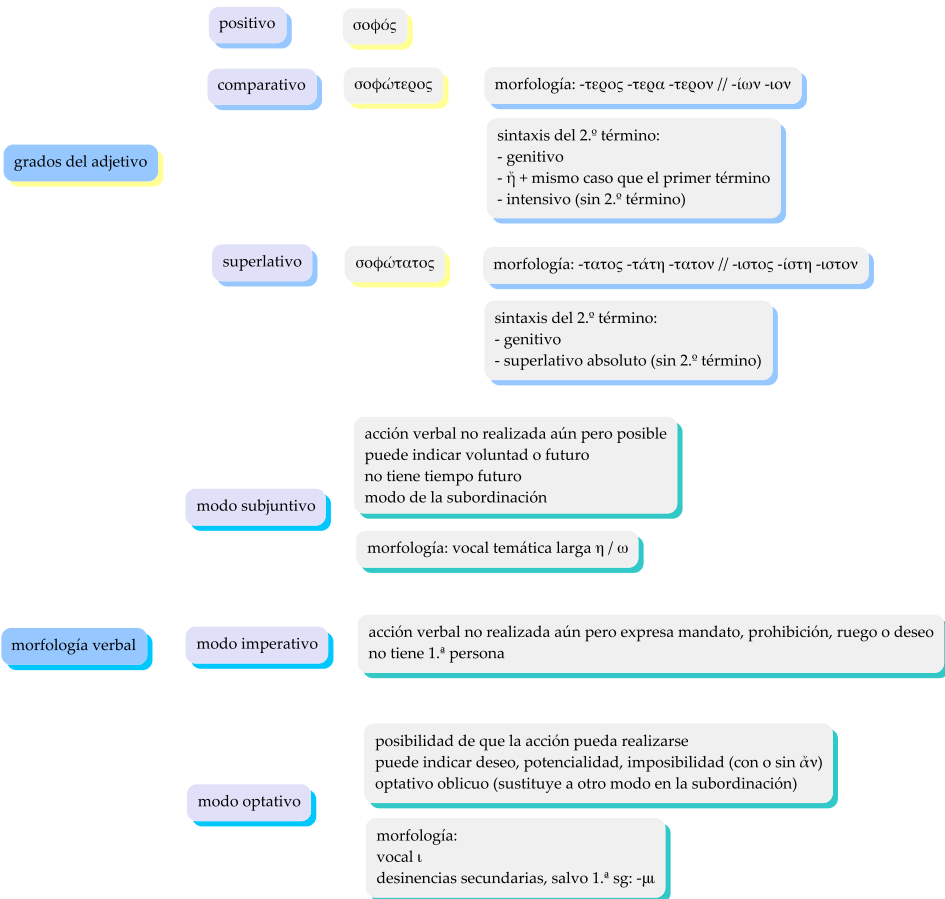 grados del adjetivo
positivo
σοφός
comparativo
σοφώτερος
morfología: -τερος -τερα -τερον // -ίων -ιον
sintaxis del 2.º término:
- genitivo
- ἤ + mismo caso que el primer término
- intensivo (sin 2.º término)
superlativo
σοφώτατος
morfología: -τατος -τάτη -τατον // -ιστος -ίστη -ιστον
sintaxis del 2.º término:
- genitivo
- superlativo absoluto (sin 2.º término)
morfología verbal
modo subjuntivo
acción verbal no realizada aún pero posible
puede indicar voluntad o futuro
no tiene tiempo futuro
modo de la subordinación
morfología: vocal temática larga η / ω
modo imperativo
acción verbal no realizada aún pero expresa mandato, prohibición, ruego o deseo
no tiene 1.ª persona
modo optativo
posibilidad de que la acción pueda realizarse
puede indicar deseo, potencialidad, imposibilidad (con o sin ἄν)
optativo oblicuo (sustituye a otro modo en la subordinación)
morfología:
vocal ι
desinencias secundarias, salvo 1.ª sg: -μι